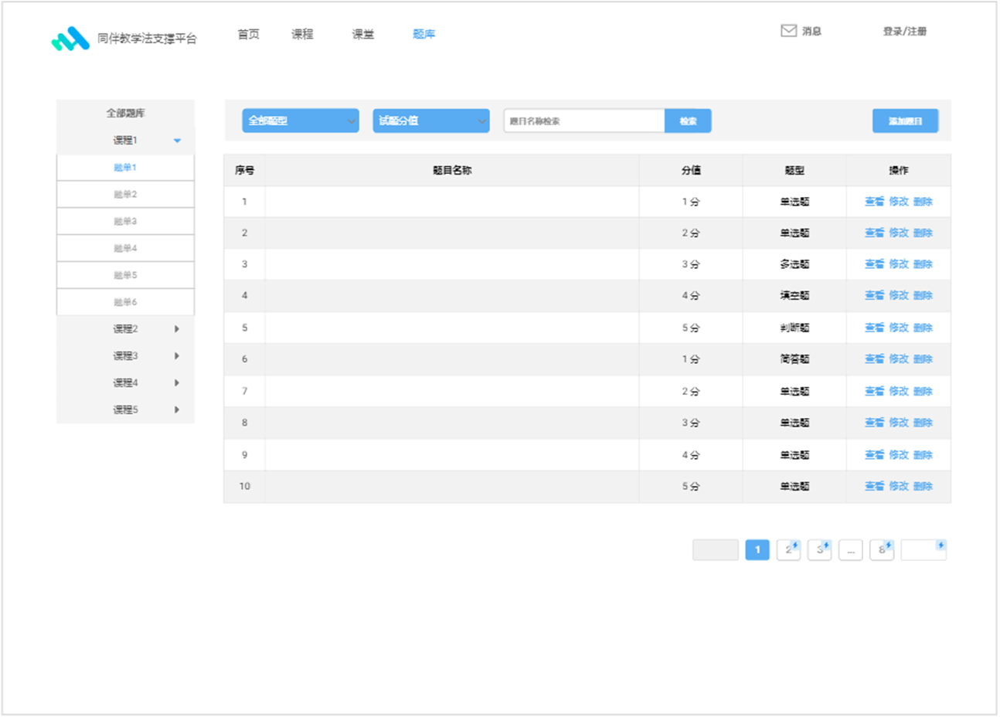 同伴教学法支撑平台 首页 课程 课堂 题库 消息 登录/注册
全部题库
课程1
题单1
题单2
题单3
题单4
题单5
题单6
课程2
课程3
课程4
课程5
全部题型 试题分值 题目名称检索 检索 添加题目
序号 题目名称 分值 题型 操作
1 1 分 单选题 查看 修改 删除
2 2 分 单选题 查看 修改 删除
3 3 分 多选题 查看 修改 删除
4 4 分 填空题 查看 修改 删除
5 5 分 判断题 查看 修改 删除
6 1 分 简答题 查看 修改 删除
7 2 分 单选题 查看 修改 删除
8 3 分 单选题 查看 修改 删除
9 4 分 单选题 查看 修改 删除
10 5 分 单选题 查看 修改 删除
1 2 3 ... 8